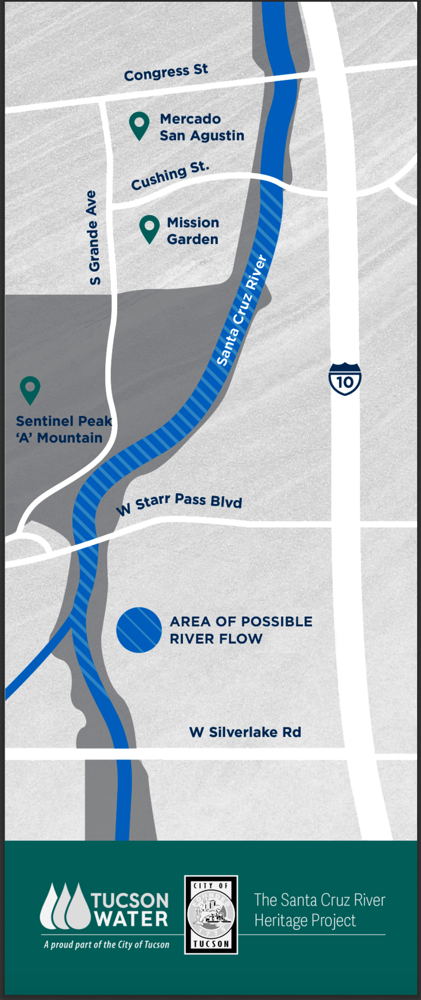 Congress St
Mercado
San Agustin
Cushing St.
S Grande Ave
Mission
Garden
Santa Cruz River
10
Sentinel Peak
‘A’ Mountain
W Starr Pass Blvd
AREA OF POSSIBLE
RIVER FLOW
W Silverlake Rd
TUCSON
WATER
A proud part of the City of Tucson
CITY OF
FOUNDED
1775
TUCSON
The Santa Cruz River
Heritage Project